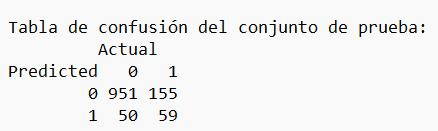 Tabla de confusión del conjunto de prueba:
Actual
Predicted 0 1
0 951 155
1 50 59